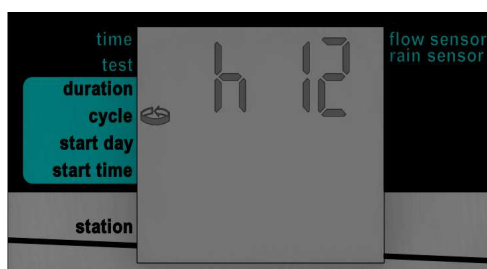 time
test
duration
cycle
start day
start time
station
h 12
flow sensor
rain sensor